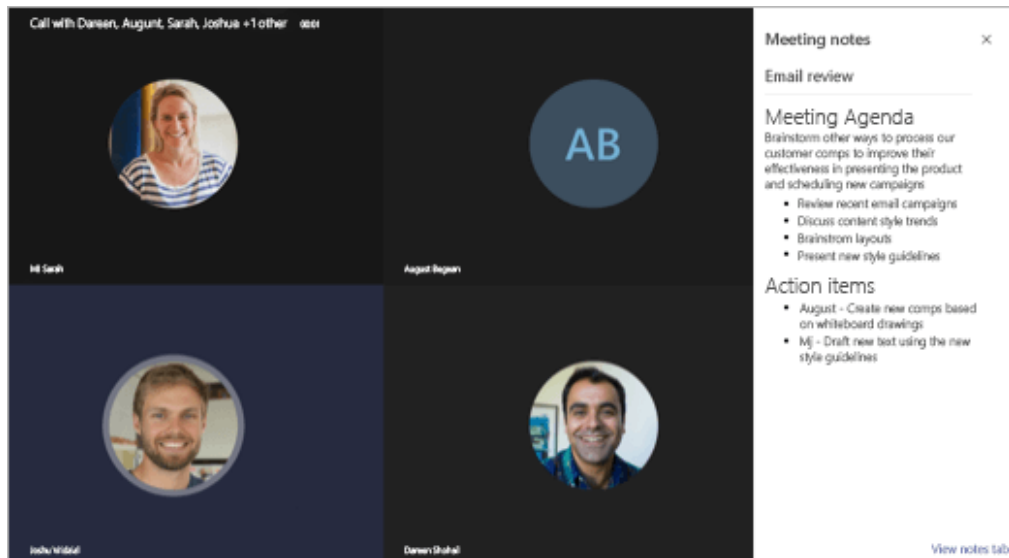 Call with Dareen, Augunt, Sarah, Joshua +1 other
Meeting notes
Email review
Meeting Agenda
Brainstorm other ways to process our
customer comps to improve their
effectiveness in presenting the product
and scheduling new campaigns
• Review recent email campaigns
• Discuss content style trends
• Brainstrom layouts
• Present new style guidelines
Action items
• August - Create new comps based
on whiteboard drawings
• Mj - Draft new text using the new
style guidelines
AB
Sarah
August
Dareen
View notes tab